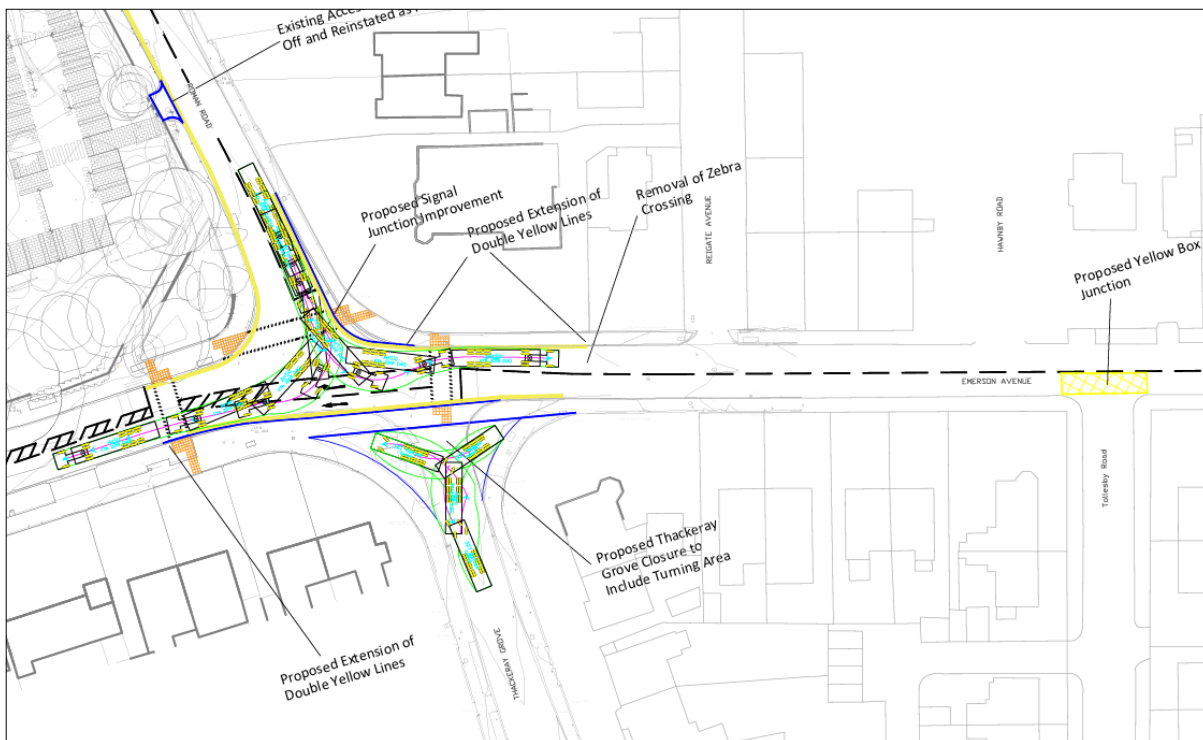 Existing Acce
Off and Reinstated as
ROMAN ROAD
Proposed Signal
Junction Improvement
Proposed Extension of
Double Yellow Lines
Removal of Zebra
Crossing
REIGATE AVENUE
HAWNBY ROAD
Proposed Yellow Box
Junction
EMERSON AVENUE
Tollesby Road
Proposed Thackeray
Grove Closure to
Include Turning Area
THACKERAY GROVE
Proposed Extension of
Double Yellow Lines